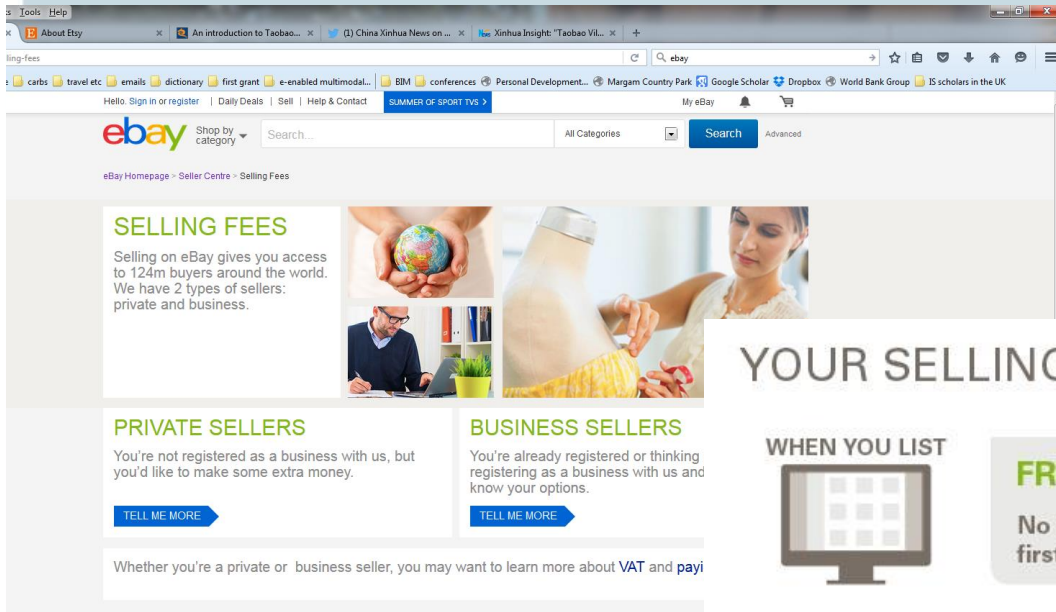 Tools Help
About Etsy An introduction to Taobao... (1) China Xinhua News on ... Xinhua Insight: "Taobao Vil...
ling-fees ebay
carbs travel etc emails dictionary first grant e-enabled multimodal... BIM conferences Personal Development... Margam Country Park Google Scholar Dropbox World Bank Group IS scholars in the UK
Hello. Sign in or register | Daily Deals | Sell | Help & Contact SUMMER OF SPORT TVS > My eBay
ebay Shop by category Search... All Categories Search Advanced
eBay Homepage > Seller Centre > Selling Fees
SELLING FEES
Selling on eBay gives you access
to 124m buyers around the world.
We have 2 types of sellers:
private and business.
PRIVATE SELLERS
You're not registered as a business with us, but
you'd like to make some extra money.
TELL ME MORE
BUSINESS SELLERS
You're already registered or thinking
registering as a business with us and
know your options.
TELL ME MORE
Whether you're a private or business seller, you may want to learn more about VAT and payi
YOUR SELLING
WHEN YOU LIST
FR
No
first